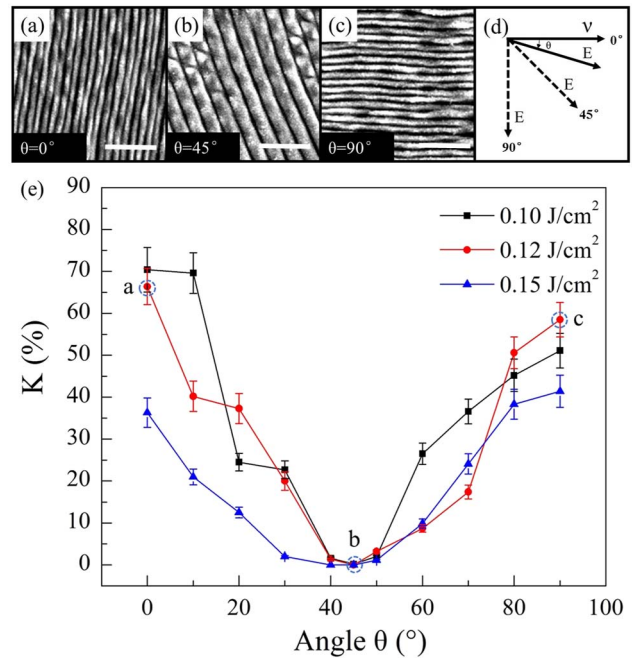 (a)
(b)
(c)
(d)
θ=0°
θ=45°
θ=90°
ν
0°
θ
E
E
45°
E
90°
(e)
0.10 J/cm²
0.12 J/cm²
0.15 J/cm²
a
b
c
K (%)
90
80
70
60
50
40
30
20
10
0
0 20 40 60 80 100
Angle θ (°)